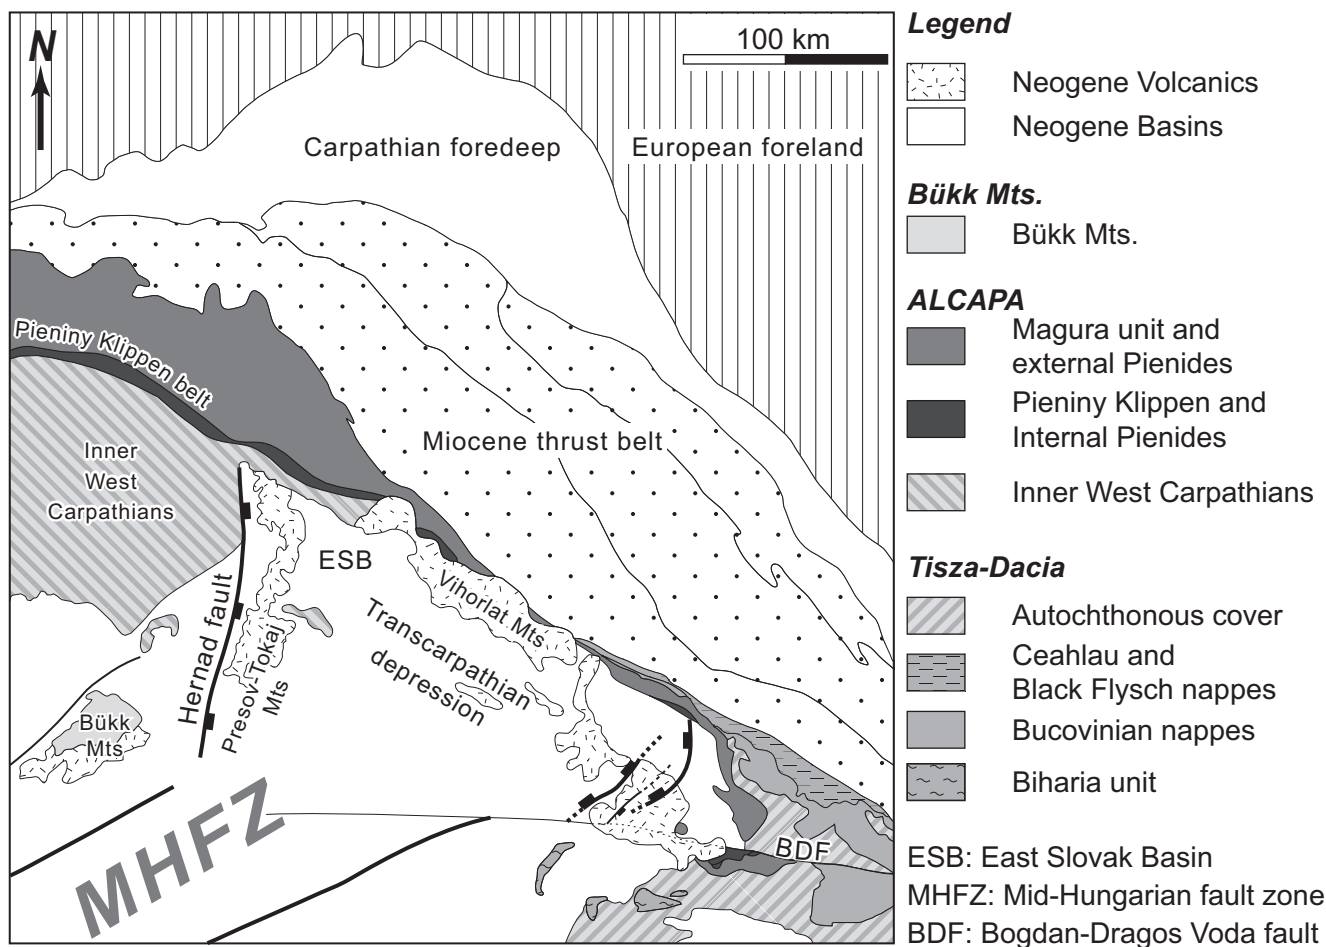 N
100 km
Carpathian foredeep
European foreland
Pieniny Klippen belt
Miocene thrust belt
Inner
West
Carpathians
ESB
Vihorlat Mts
Transcarpathian
depression
Hernad fault
Presov-Tokaj
Mts
Bükk
Mts
MHFZ
BDF
Legend
Neogene Volcanics
Neogene Basins
Bükk Mts.
Bükk Mts.
ALCAPA
Magura unit and
external Pienides
Pieniny Klippen and
Internal Pienides
Inner West Carpathians
Tisza-Dacia
Autochthonous cover
Ceahlau and
Black Flysch nappes
Bucovinian nappes
Biharia unit
ESB: East Slovak Basin
MHFZ: Mid-Hungarian fault zone
BDF: Bogdan-Dragos Voda fault